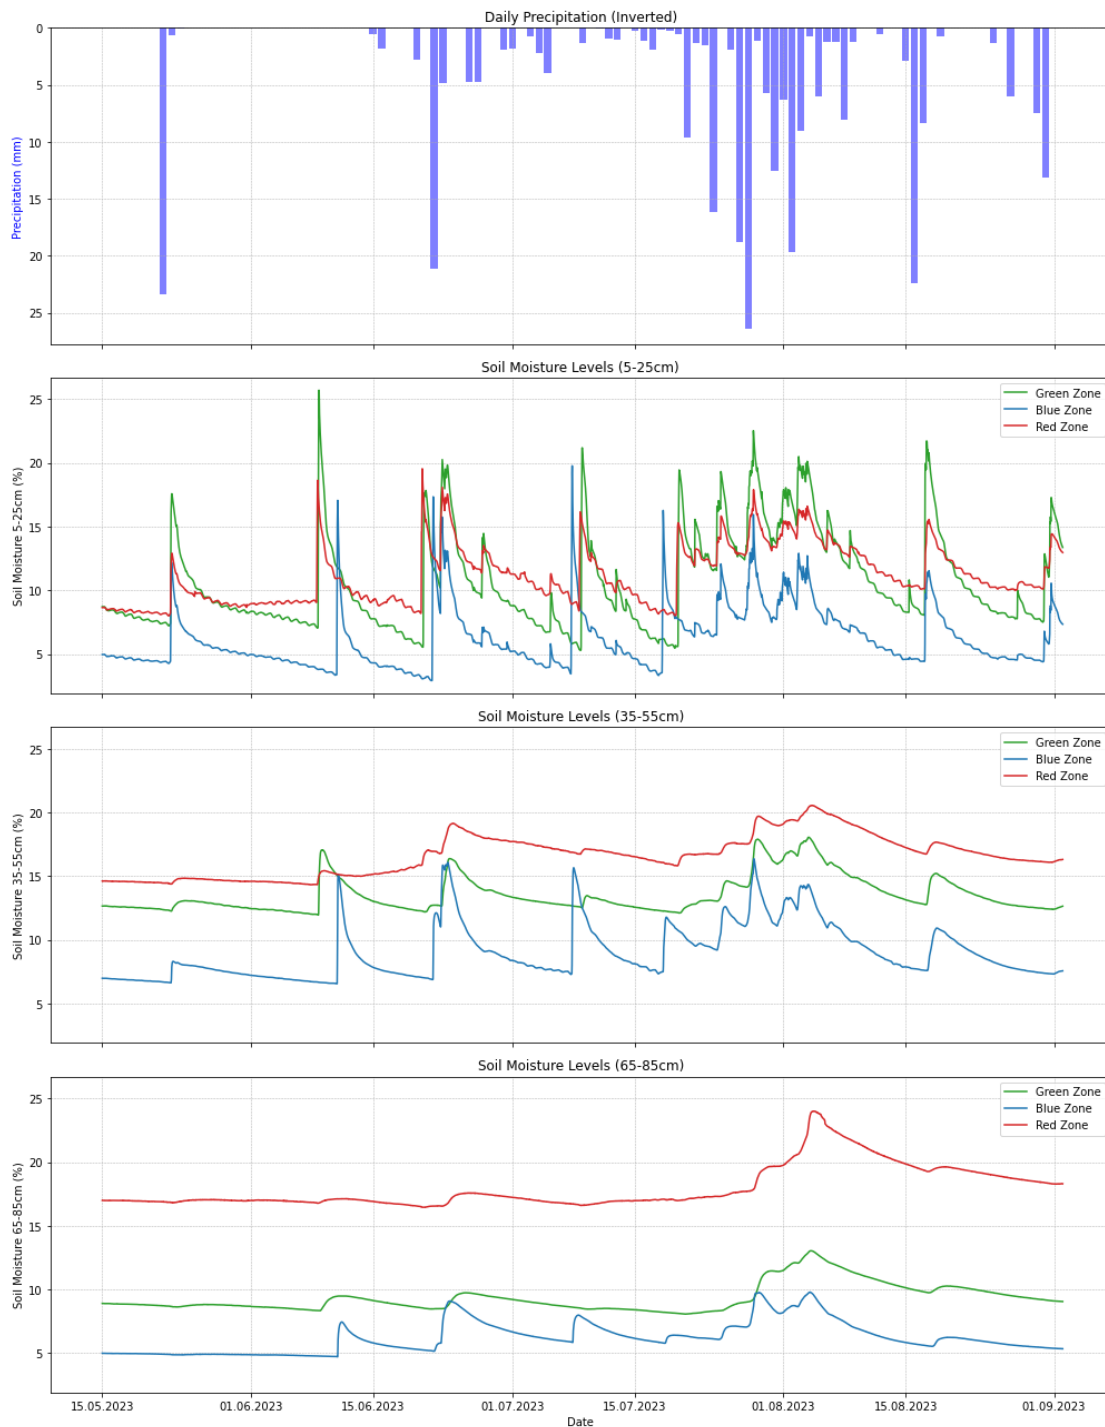 Daily Precipitation (Inverted)
Precipitation (mm)
0
5
10
15
20
25
Soil Moisture Levels (5-25cm)
Soil Moisture 5-25cm (%)
25
20
15
10
5
Green Zone
Blue Zone
Red Zone
Soil Moisture Levels (35-55cm)
Soil Moisture 35-55cm (%)
25
20
15
10
5
Green Zone
Blue Zone
Red Zone
Soil Moisture Levels (65-85cm)
Soil Moisture 65-85cm (%)
25
20
15
10
5
Green Zone
Blue Zone
Red Zone
15.05.2023 01.06.2023 15.06.2023 01.07.2023 15.07.2023 01.08.2023 15.08.2023 01.09.2023
Date